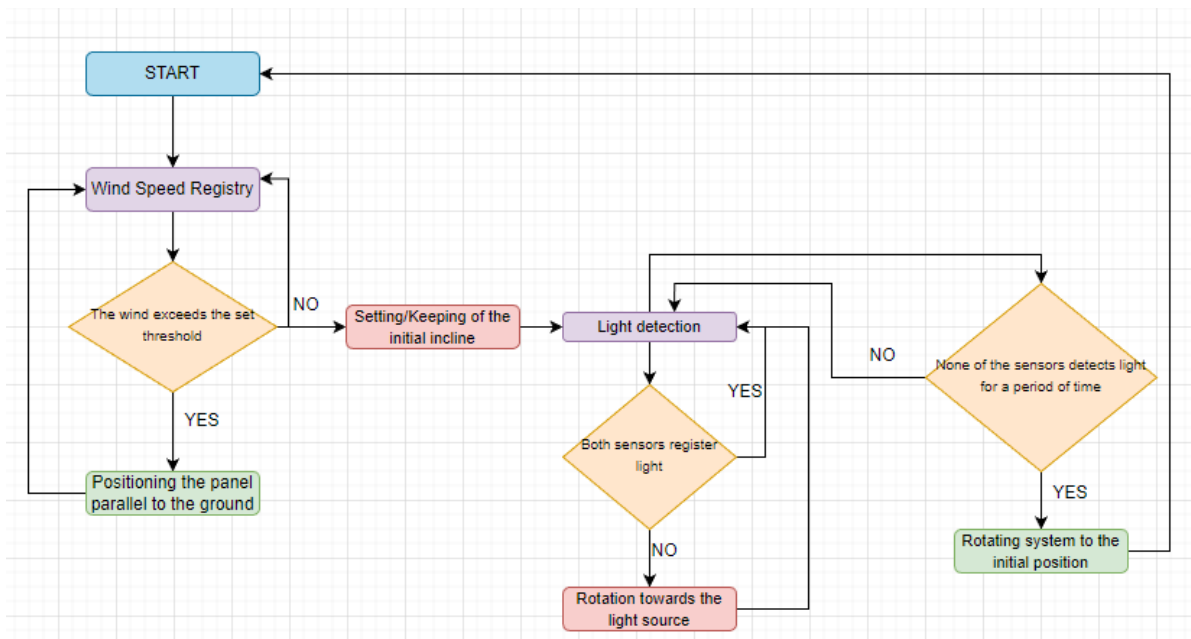 START
Wind Speed Registry
The wind exceeds the set
threshold
NO
YES
Positioning the panel
parallel to the ground
Setting/Keeping of the
initial incline
Light detection
YES
Both sensors register
light
NO
Rotation towards the
light source
NO
None of the sensors detects light
for a period of time
YES
Rotating system to the
initial position